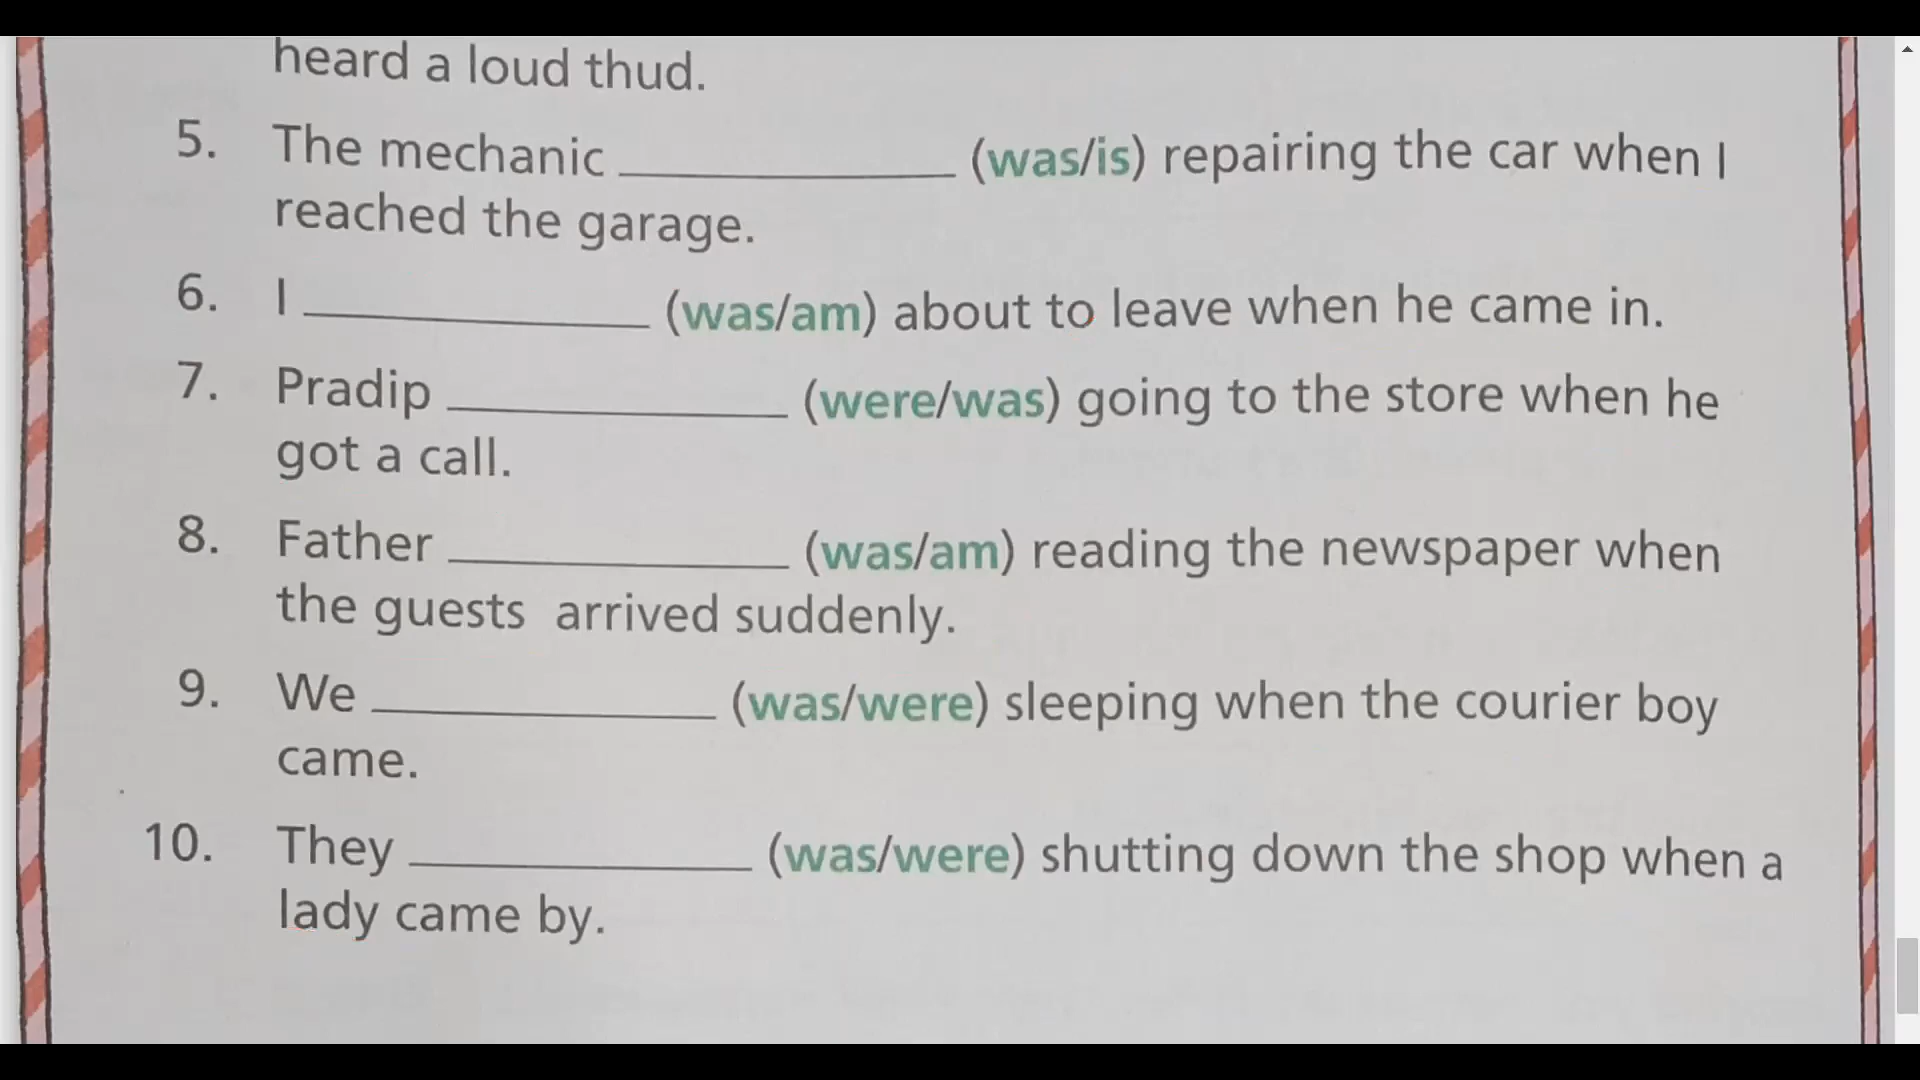 heard a loud thud.
5. The mechanic ____________ (was/is) repairing the car when I
reached the garage.
6. I ____________ (was/am) about to leave when he came in.
7. Pradip ____________ (were/was) going to the store when he
got a call.
8. Father ____________ (was/am) reading the newspaper when
the guests arrived suddenly.
9. We ____________ (was/were) sleeping when the courier boy
came.
10. They ____________ (was/were) shutting down the shop when a
lady came by.